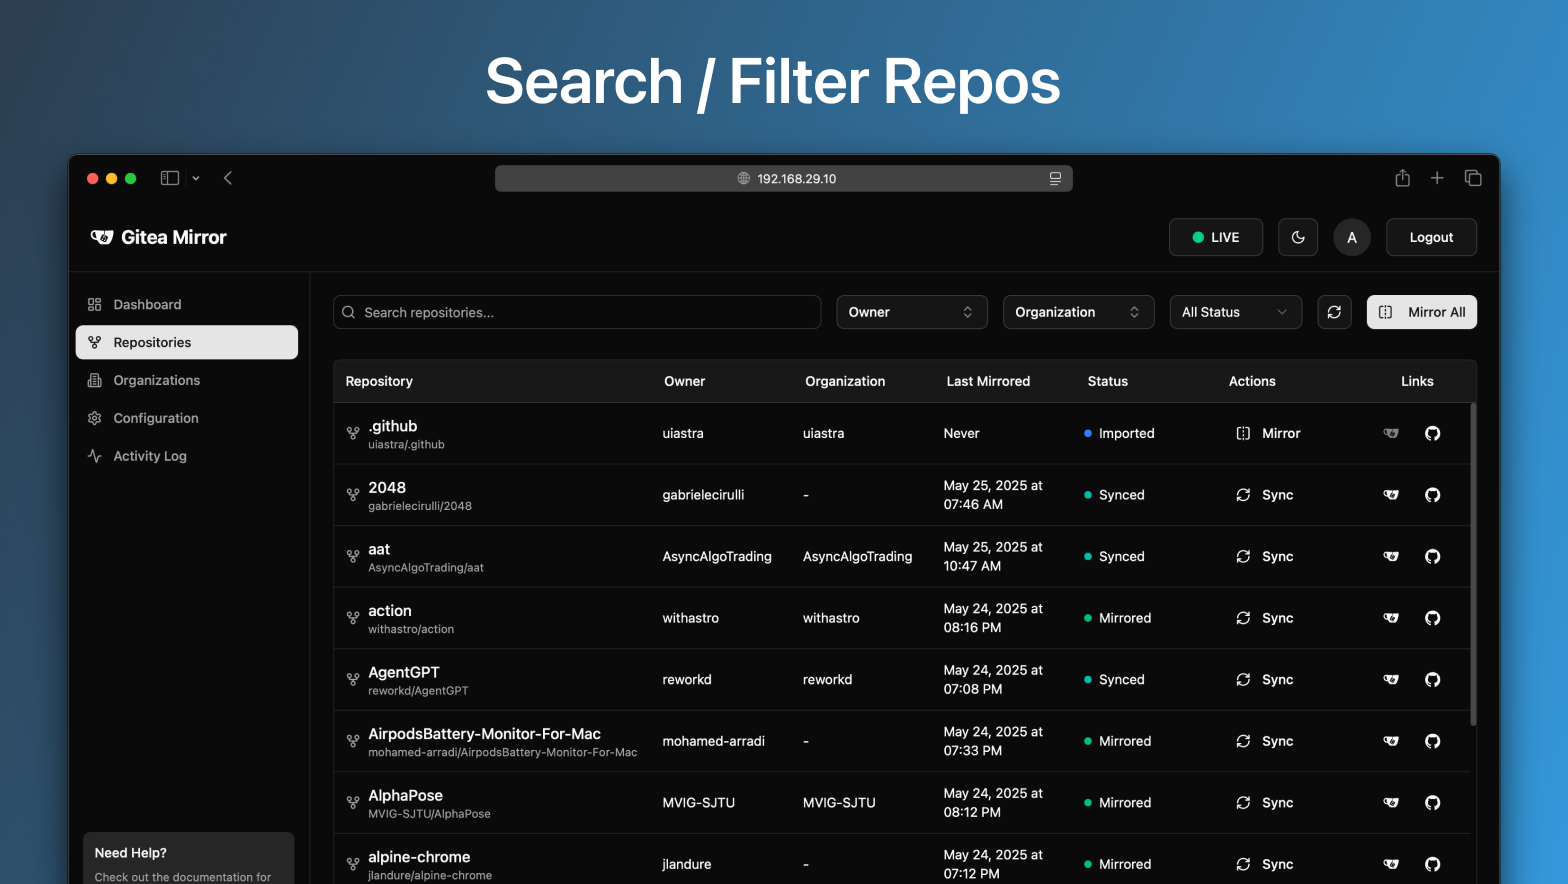 Search / Filter Repos
192.168.29.10
Gitea Mirror
LIVE
A
Logout
Dashboard
Repositories
Organizations
Configuration
Activity Log
Need Help?
Check out the documentation for
Search repositories...
Owner
Organization
All Status
Mirror All
Repository Owner Organization Last Mirrored Status Actions Links
.github
uiastra/.github
uiastra
uiastra
Never
Imported
Mirror
2048
gabrielecirulli/2048
gabrielecirulli
-
May 25, 2025 at
07:46 AM
Synced
Sync
aat
AsyncAlgoTrading/aat
AsyncAlgoTrading
AsyncAlgoTrading
May 25, 2025 at
10:47 AM
Synced
Sync
action
withastro/action
withastro
withastro
May 24, 2025 at
08:16 PM
Mirrored
Sync
AgentGPT
reworkd/AgentGPT
reworkd
reworkd
May 24, 2025 at
07:08 PM
Synced
Sync
AirpodsBattery-Monitor-For-Mac
mohamed-arradi/AirpodsBattery-Monitor-For-Mac
mohamed-arradi
-
May 24, 2025 at
07:33 PM
Mirrored
Sync
AlphaPose
MVIG-SJTU/AlphaPose
MVIG-SJTU
MVIG-SJTU
May 24, 2025 at
08:12 PM
Mirrored
Sync
alpine-chrome
jlandure/alpine-chrome
jlandure
-
May 24, 2025 at
07:12 PM
Mirrored
Sync